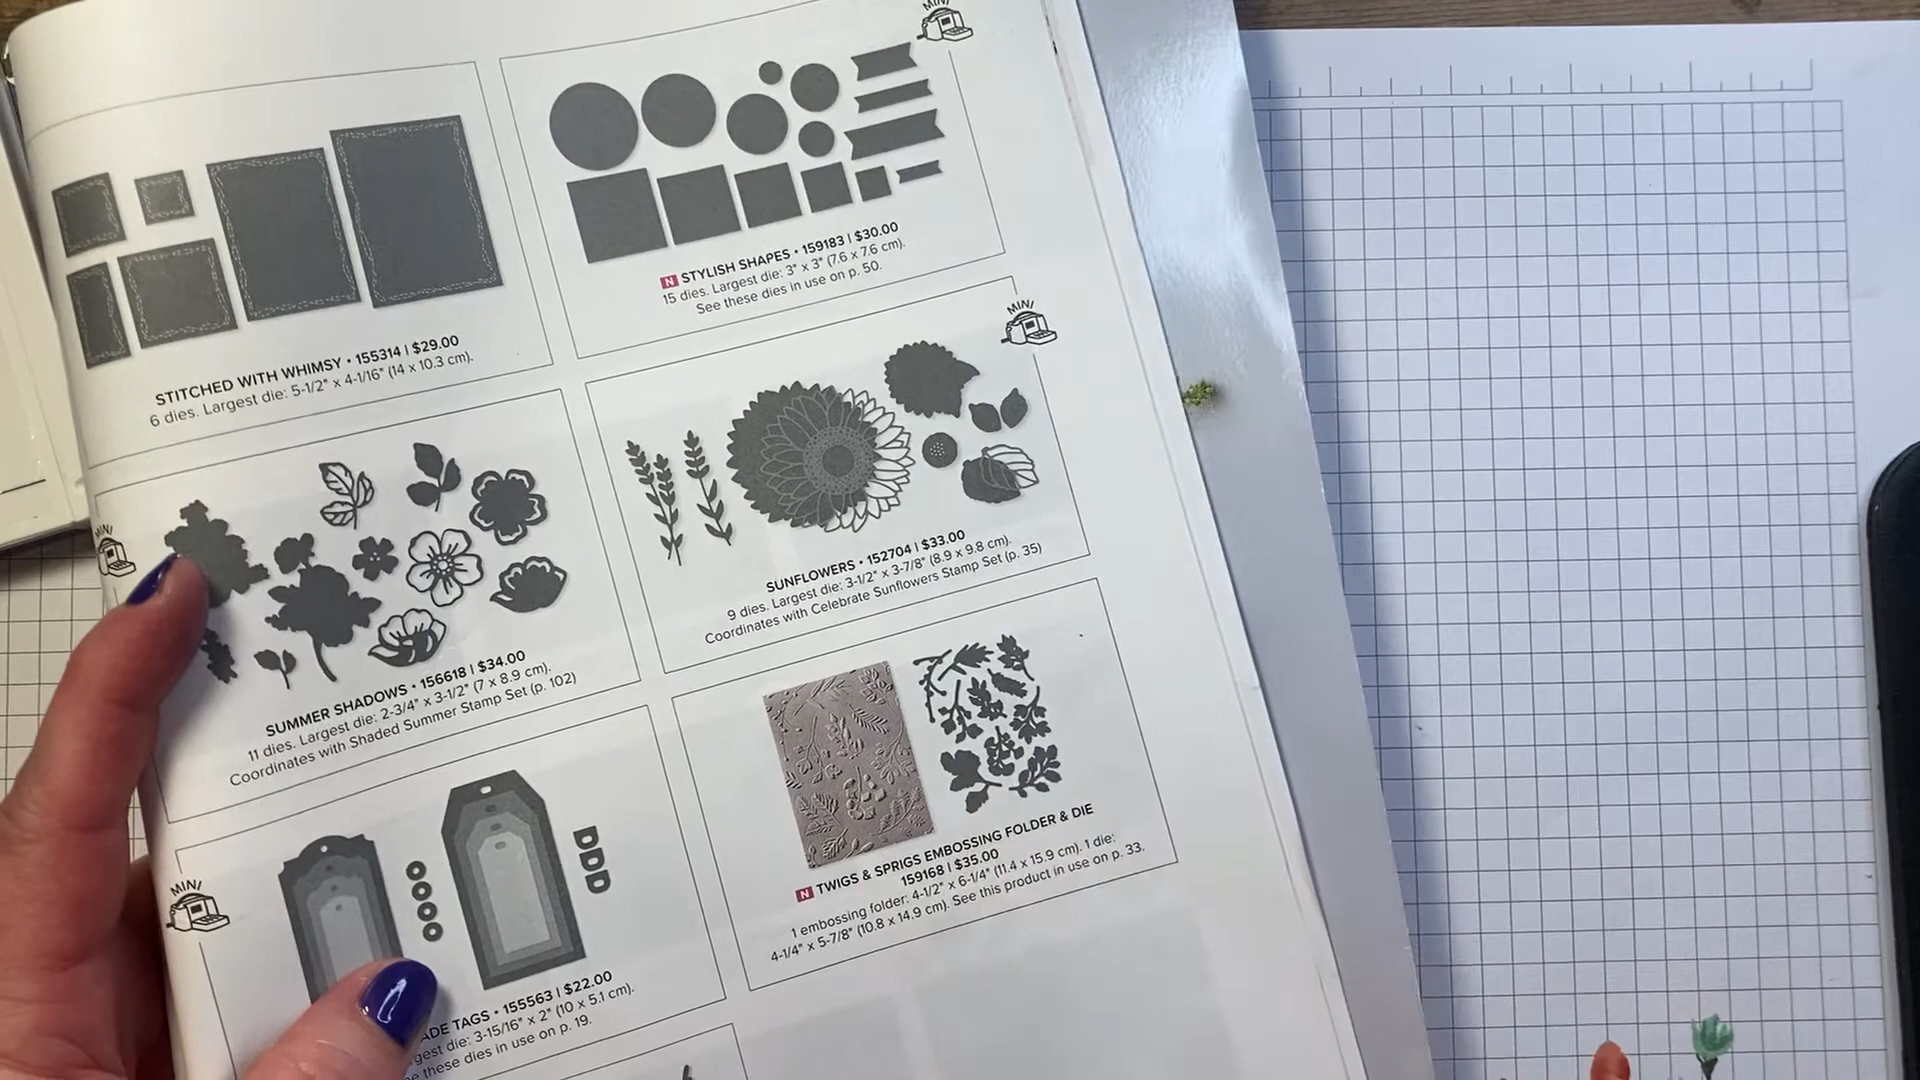 STITCHED WITH WHIMSY • 155314 | $29.00
6 dies. Largest die: 5-1/2" x 4-1/16" (14 x 10.3 cm).
MINI
N STYLISH SHAPES • 159183 | $30.00
15 dies. Largest die: 3" x 3" (7.6 x 7.6 cm).
See these dies in use on p. 50.
MINI
SUMMER SHADOWS • 156618 | $34.00
11 dies. Largest die: 2-3/4" x 3-1/2" (7 x 8.9 cm).
Coordinates with Shaded Summer Stamp Set (p. 102)
MINI
SUNFLOWERS • 152704 | $33.00
9 dies. Largest die: 3-1/2" x 3-7/8" (8.9 x 9.8 cm).
Coordinates with Celebrate Sunflowers Stamp Set (p. 35)
MINI
TAGS • 155563 | $22.00
die: 3-15/16" x 2" (10 x 5.1 cm).
these dies in use on p. 19.
N TWIGS & SPRIGS EMBOSSING FOLDER & DIE
159168 | $35.00
1 embossing folder: 4-1/2" x 6-1/4" (11.4 x 15.9 cm). 1 die:
4-1/4" x 5-7/8" (10.8 x 14.9 cm). See this product in use on p. 33.